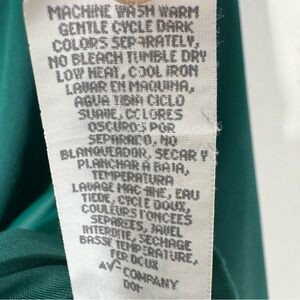 MACHINE WASH WARM
GENTLE CYCLE DARK
COLORS SEPARATELY,
NO BLEACH TUMBLE DRY
LOW HEAT, COOL IRON
LAVAR EN MAQUINA,
AGUA TIBIA CICLO
SUAVE, COLORES
OSCUROS POR
SEPARADO, NO
BLANQUEADOR, SECAR Y
PLANCHAR A BAJA,
TEMPERATURA
LAVAGE MACHINE, EAU
TIEDE, CYCLE DOUX,
COULEURS FONCEES
SEPAREES, JAVEL
INTERDITE, SECHAGE
BASSE TEMPERATURE,
FER DOUX
COMPANY